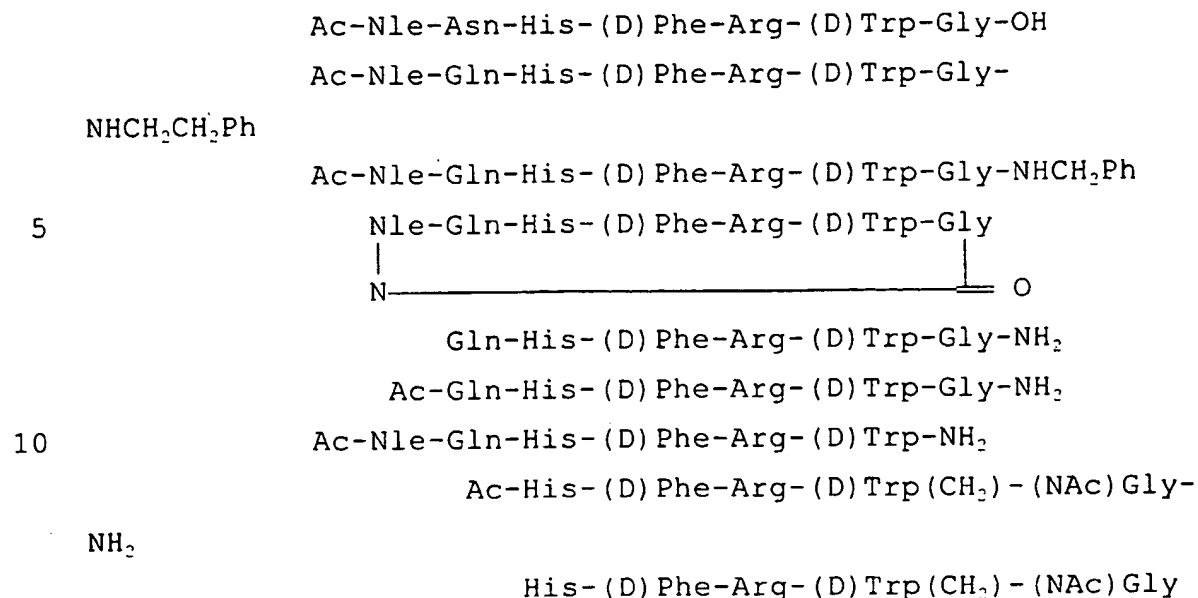 Ac-Nle-Asn-His-(D)Phe-Arg-(D)Trp-Gly-OH
Ac-Nle-Gln-His-(D)Phe-Arg-(D)Trp-Gly-
NHCH₂CH₂Ph
Ac-Nle-Gln-His-(D)Phe-Arg-(D)Trp-Gly-NHCH₂Ph
5 Nle-Gln-His-(D)Phe-Arg-(D)Trp-Gly
N O
Gln-His-(D)Phe-Arg-(D)Trp-Gly-NH₂
Ac-Gln-His-(D)Phe-Arg-(D)Trp-Gly-NH₂
10 Ac-Nle-Gln-His-(D)Phe-Arg-(D)Trp-NH₂
Ac-His-(D)Phe-Arg-(D)Trp(CH₂)-(NAc)Gly-
NH₂
His-(D)Phe-Arg-(D)Trp(CH₂)-(NAc)Gly